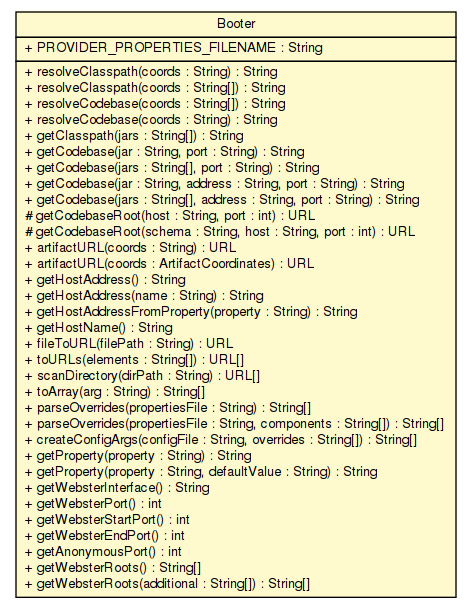 Booter
+ PROVIDER_PROPERTIES_FILENAME : String
+ resolveClasspath(coords : String) : String
+ resolveClasspath(coords : String[]) : String
+ resolveCodebase(coords : String[]) : String
+ resolveCodebase(coords : String) : String
+ getClasspath(jars : String[]) : String
+ getCodebase(jar : String, port : String) : String
+ getCodebase(jars : String[], port : String) : String
+ getCodebase(jar : String, address : String, port : String) : String
+ getCodebase(jars : String[], address : String, port : String) : String
# getCodebaseRoot(host : String, port : int) : URL
# getCodebaseRoot(schema : String, host : String, port : int) : URL
+ artifactURL(coords : String) : URL
+ artifactURL(coords : ArtifactCoordinates) : URL
+ getHostAddress() : String
+ getHostAddress(name : String) : String
+ getHostAddressFromProperty(property : String) : String
+ getHostName() : String
+ fileToURL(filePath : String) : URL
+ toURLs(elements : String[]) : URL[]
+ scanDirectory(dirPath : String) : URL[]
+ toArray(arg : String) : String[]
+ parseOverrides(propertiesFile : String) : String[]
+ parseOverrides(propertiesFile : String, components : String[]) : String[]
+ createConfigArgs(configFile : String, overrides : String[]) : String[]
+ getProperty(property : String) : String
+ getProperty(property : String, defaultValue : String) : String
+ getWebsterInterface() : String
+ getWebsterPort() : int
+ getWebsterStartPort() : int
+ getWebsterEndPort() : int
+ getAnonymousPort() : int
+ getWebsterRoots() : String[]
+ getWebsterRoots(additional : String[]) : String[]